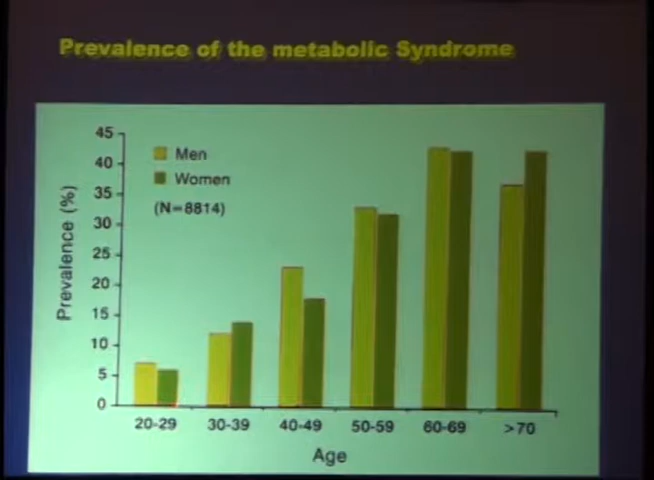 Prevalence of the metabolic Syndrome
45
40
35
30
25
20
15
10
5
0
Prevalence (%)
Men
Women
(N=8814)
20-29 30-39 40-49 50-59 60-69 >70
Age